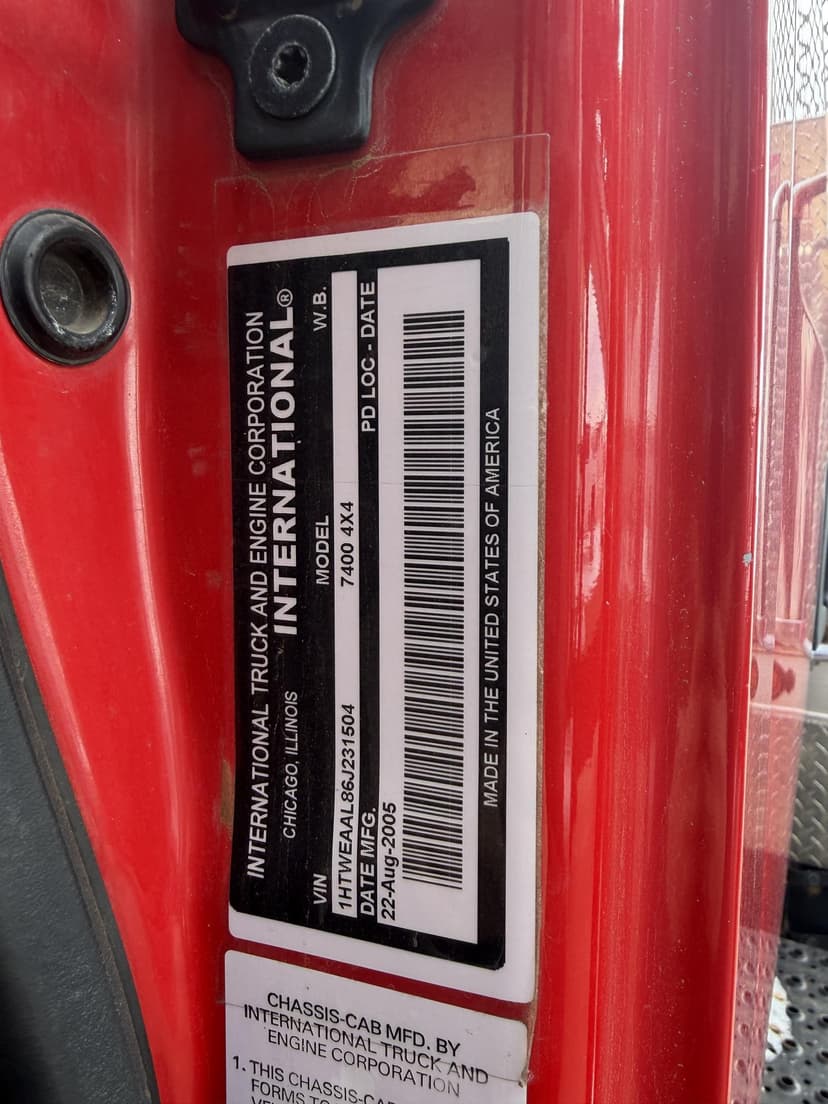 INTERNATIONAL TRUCK AND ENGINE CORPORATION
CHICAGO, ILLINOIS INTERNATIONAL®
VIN MODEL W.B.
1HTWEAAL86J231504 7400 4X4
DATE MFG. PD LOC - DATE
22-Aug-2005
MADE IN THE UNITED STATES OF AMERICA
CHASSIS-CAB MFD. BY
INTERNATIONAL TRUCK AND
ENGINE CORPORATION
1. THIS CHASSIS-CAB
FORMS TO